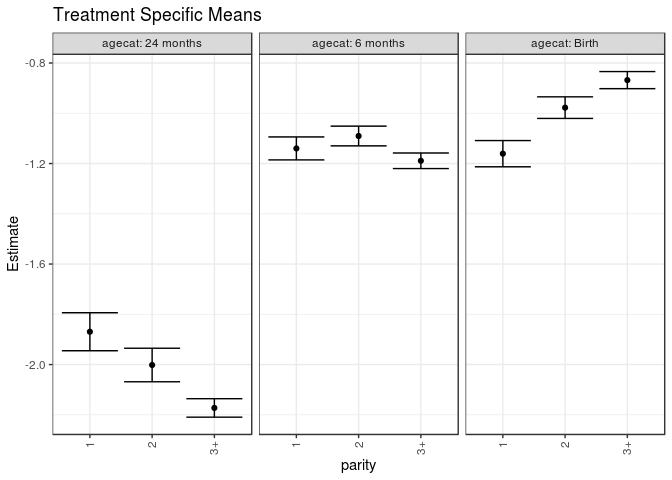 Treatment Specific Means
agecat: 24 months
agecat: 6 months
agecat: Birth
Estimate
-0.8
-1.2
-1.6
-2.0
1
2
3+
1
2
3+
1
2
3+
parity